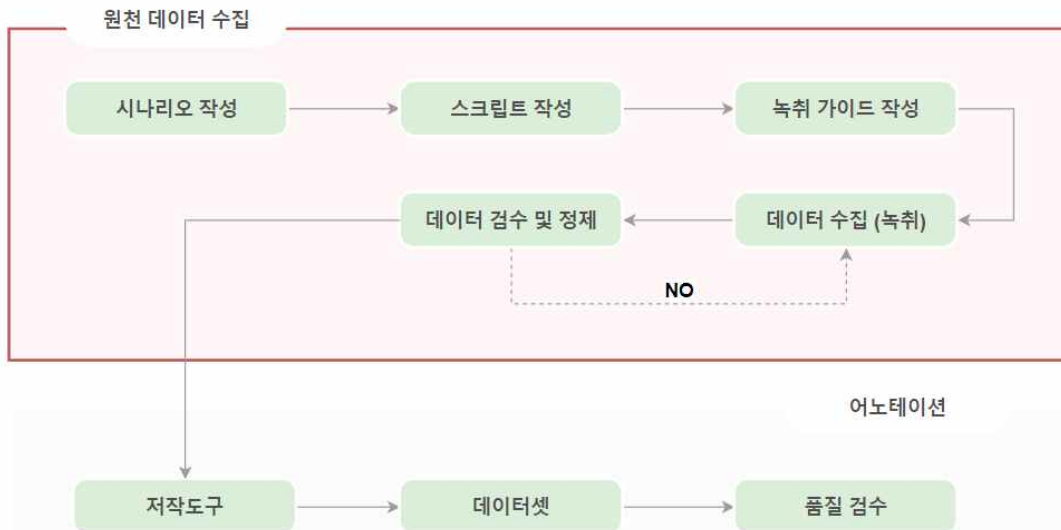 원천 데이터 수집
시나리오 작성
스크립트 작성
녹취 가이드 작성
데이터 검수 및 정제
데이터 수집 (녹취)
NO
어노테이션
저작도구
데이터셋
품질 검수